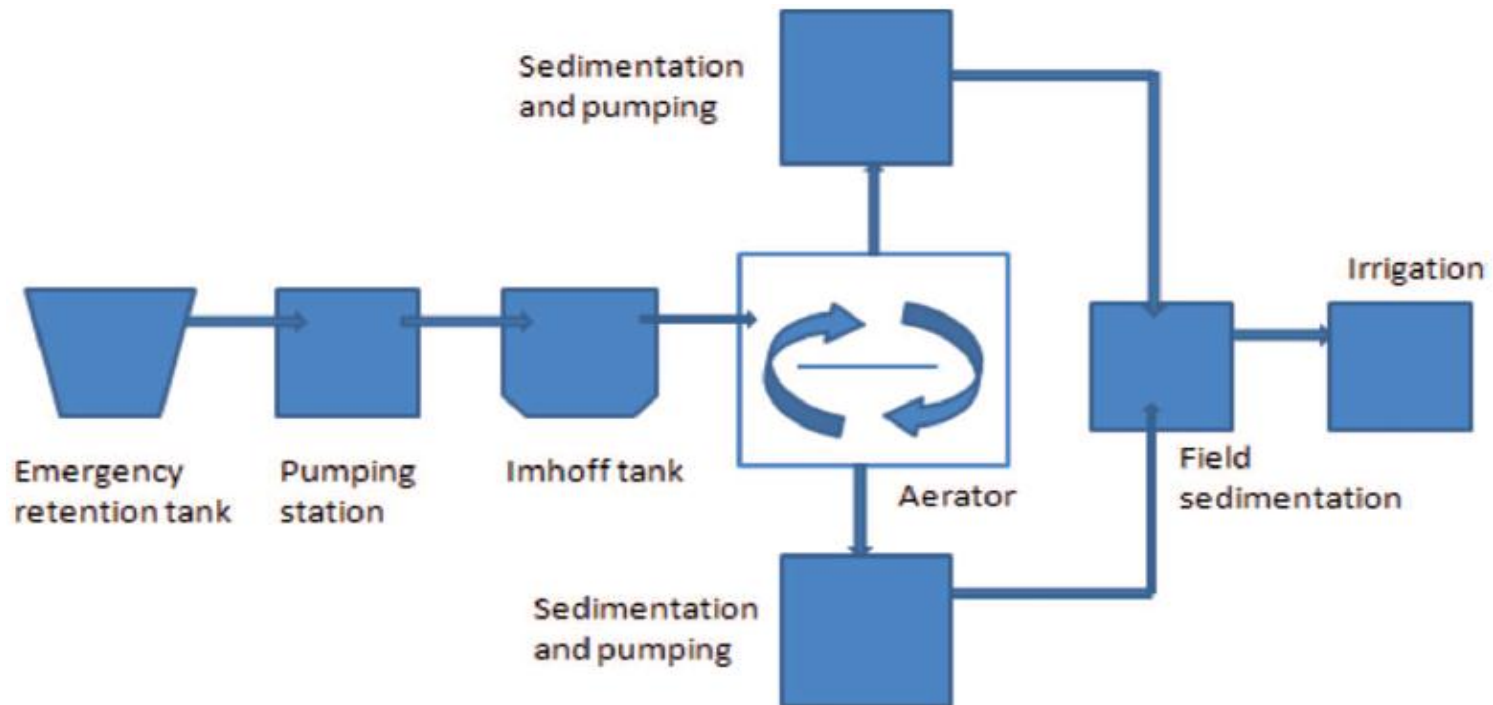 Sedimentation
and pumping
Irrigation
Emergency
retention tank
Pumping
station
Imhoff tank
Aerator
Field
sedimentation
Sedimentation
and pumping